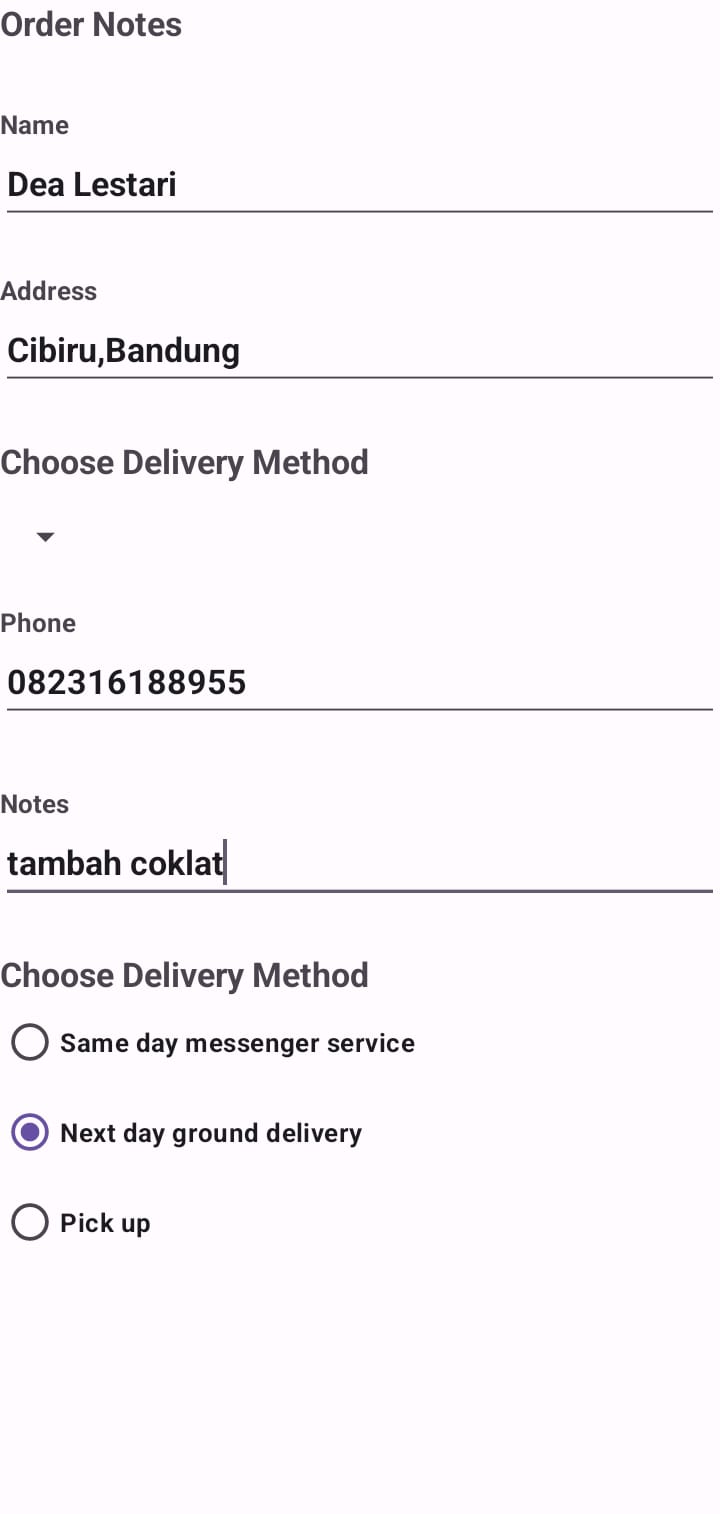 Order Notes
Name
Dea Lestari
Address
Cibiru,Bandung
Choose Delivery Method
Phone
082316188955
Notes
tambah coklat
Choose Delivery Method
Same day messenger service
Next day ground delivery
Pick up